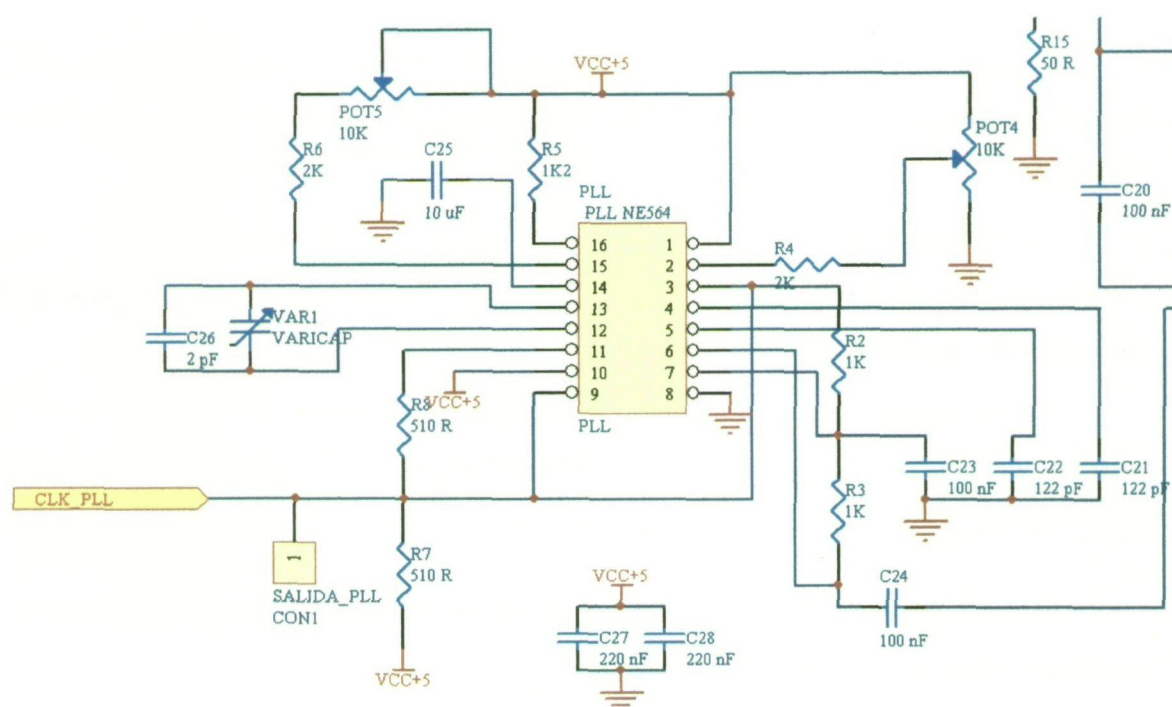 VCC+5
R15
50 R
POT5
10K
POT4
10K
R6
2K
C25
10 uF
R5
1K2
C20
100 nF
PLL
PLL NE564
R4
2K
16
1
15
2
14
3
13
4
12
5
11
6
10
7
9
8
PLL
C26
2 pF
VAR1
VARICAP
R2
1K
R8
510 R
VCC+5
C23
100 nF
C22
122 pF
C21
122 pF
CLK_PLL
R3
1K
1
SALIDA_PLL
CON1
R7
510 R
VCC+5
C24
100 nF
VCC+5
C27
220 nF
C28
220 nF